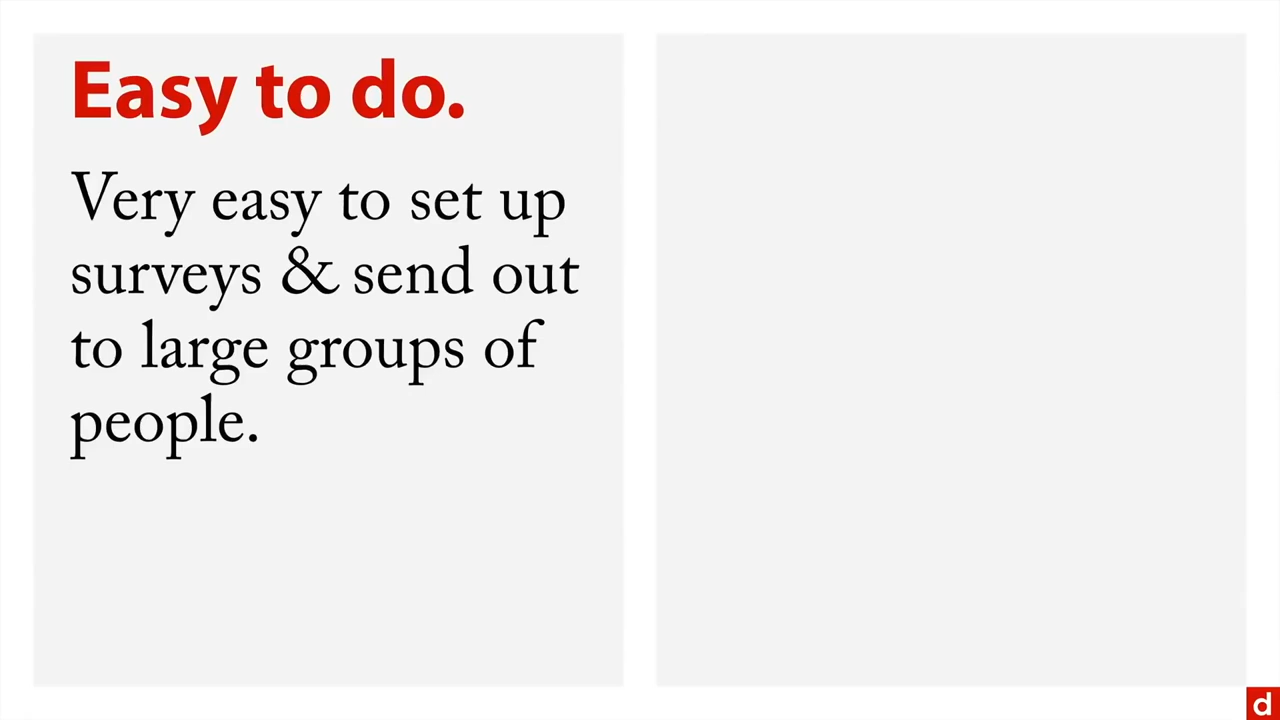 Easy to do.
Very easy to set up
surveys & send out
to large groups of
people.
d